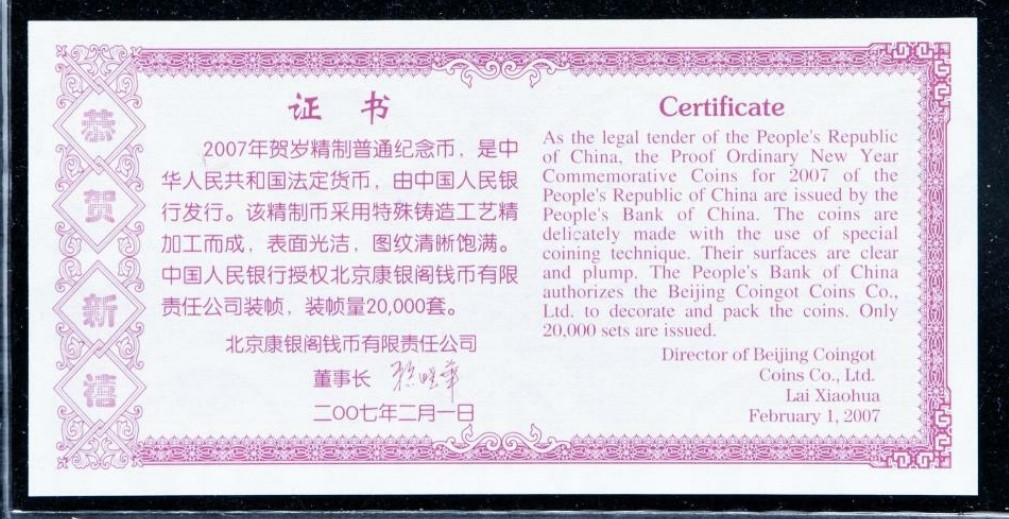 恭
贺
新
禧
证 书
2007年贺岁精制普通纪念币，是中
华人民共和国法定货币，由中国人民银
行发行。该精制币采用特殊铸造工艺精
加工而成，表面光洁，图纹清晰饱满。
中国人民银行授权北京康银阁钱币有限
责任公司装帧，装帧量20,000套。
北京康银阁钱币有限责任公司
董事长
二〇〇七年二月一日
Certificate
As the legal tender of the People's Republic
of China, the Proof Ordinary New Year
Commemorative Coins for 2007 of the
People's Republic of China are issued by the
People's Bank of China. The coins are
delicately made with the use of special
coining technique. Their surfaces are clear
and plump. The People's Bank of China
authorizes the Beijing Coingot Coins Co.,
Ltd. to decorate and pack the coins. Only
20,000 sets are issued.
Director of Beijing Coingot
Coins Co., Ltd.
Lai Xiaohua
February 1, 2007